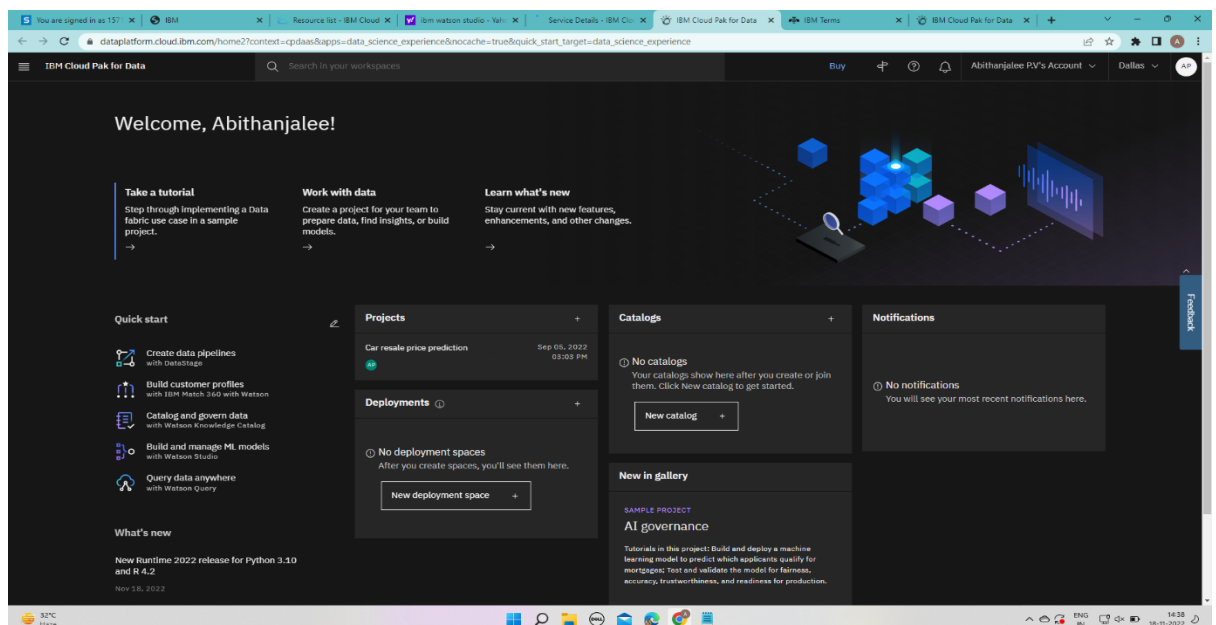 You are signed in as 157
IBM
Resource list - IBM Cloud
ibm watson studio - Yah
Service Details - IBM Clo
IBM Cloud Pak for Data
IBM Terms
IBM Cloud Pak for Data
dataplatform.cloud.ibm.com/home2?context=cpdaas&apps=data_science_experience&nocache=true&quick_start_target=data_science_experience
IBM Cloud Pak for Data
Search in your workspaces
Buy
Abithanjalee P.V's Account
Dallas
AP
Welcome, Abithanjalee!
Take a tutorial
Step through implementing a Data
fabric use case in a sample
project.
Work with data
Create a project for your team to
prepare data, find insights, or build
models.
Learn what's new
Stay current with new features,
enhancements, and other changes.
Feedback
Quick start
Create data pipelines
with DataStage
Build customer profiles
with IBM Match 360 with Watson
Catalog and govern data
with Watson Knowledge Catalog
Build and manage ML models
with Watson Studio
Query data anywhere
with Watson Query
What's new
New Runtime 2022 release for Python 3.10
and R 4.2
Nov 18, 2022
Projects
Car resale price prediction
Sep 05, 2022
03:03 PM
AP
Deployments
No deployment spaces
After you create spaces, you'll see them here.
New deployment space +
Catalogs
No catalogs
Your catalogs show here after you create or join
them. Click New catalog to get started.
New catalog +
New in gallery
SAMPLE PROJECT
AI governance
Tutorials in this project: Build and deploy a machine
learning model to predict which applicants qualify for
mortgages; Test and validate the model for fairness,
accuracy, trustworthiness, and readiness for production.
Notifications
No notifications
You will see your most recent notifications here.
32°C
Haze
ENG
IN
14:38
18-11-2022